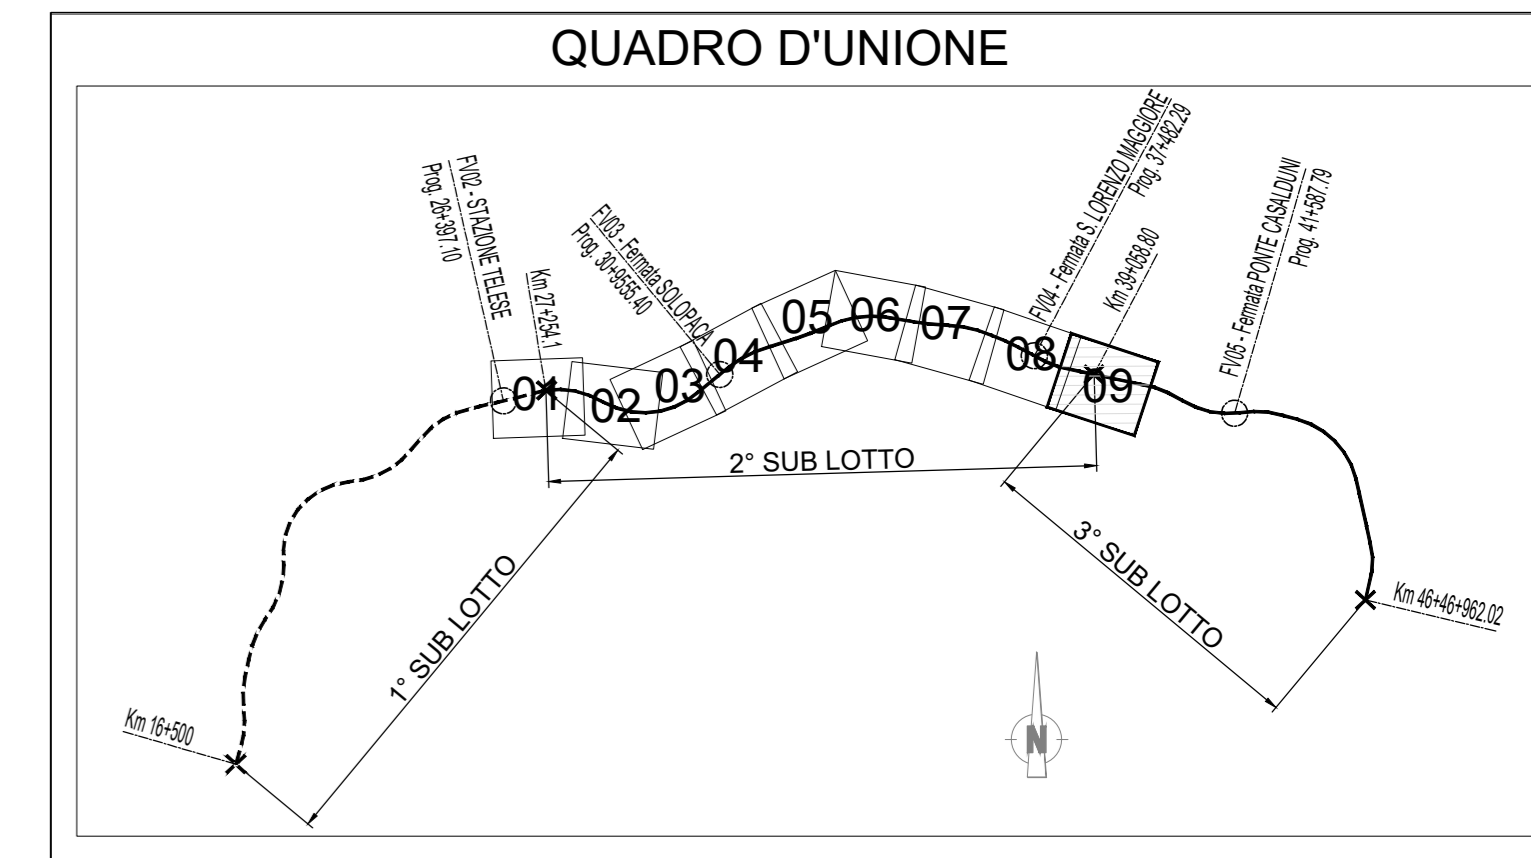 QUADRO D'UNIONE
FV02 - STAZIONE TELESE
Prog. 26+397.10
Km 27+254.1
FV03 - Fermata SOLOPACA
Prog. 30+9555.40
FV04 - Fermata S. LORENZO MAGGIORE
Prog. 37+482.29
Km 39+058.80
FV05 - Fermata PONTE CASALDUNI
Prog. 41+587.79
01
02
03
04
05
06
07
08
09
2° SUB LOTTO
1° SUB LOTTO
3° SUB LOTTO
Km 16+500
Km 46+46+962.02
N